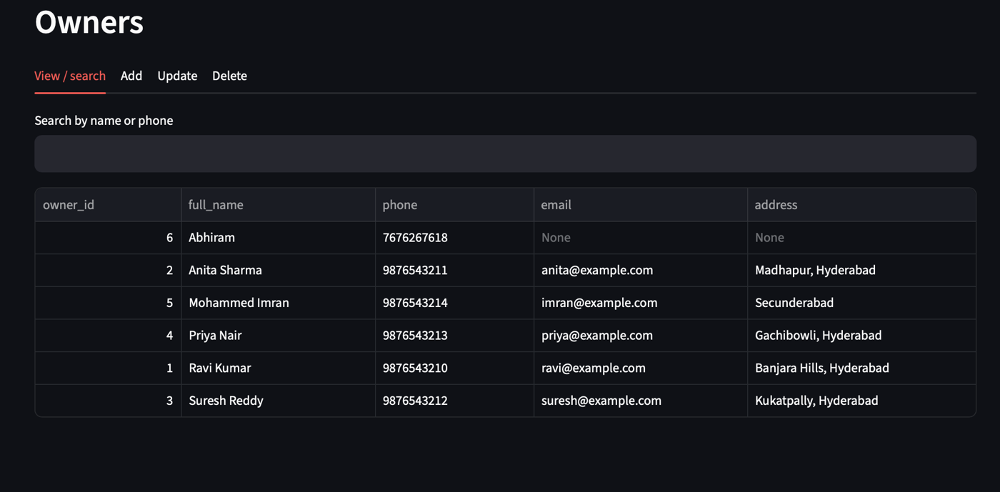 Owners
View / search Add Update Delete
Search by name or phone
owner_id full_name phone email address
6 Abhiram 7676267618 None None
2 Anita Sharma 9876543211 anita@example.com Madhapur, Hyderabad
5 Mohammed Imran 9876543214 imran@example.com Secunderabad
4 Priya Nair 9876543213 priya@example.com Gachibowli, Hyderabad
1 Ravi Kumar 9876543210 ravi@example.com Banjara Hills, Hyderabad
3 Suresh Reddy 9876543212 suresh@example.com Kukatpally, Hyderabad